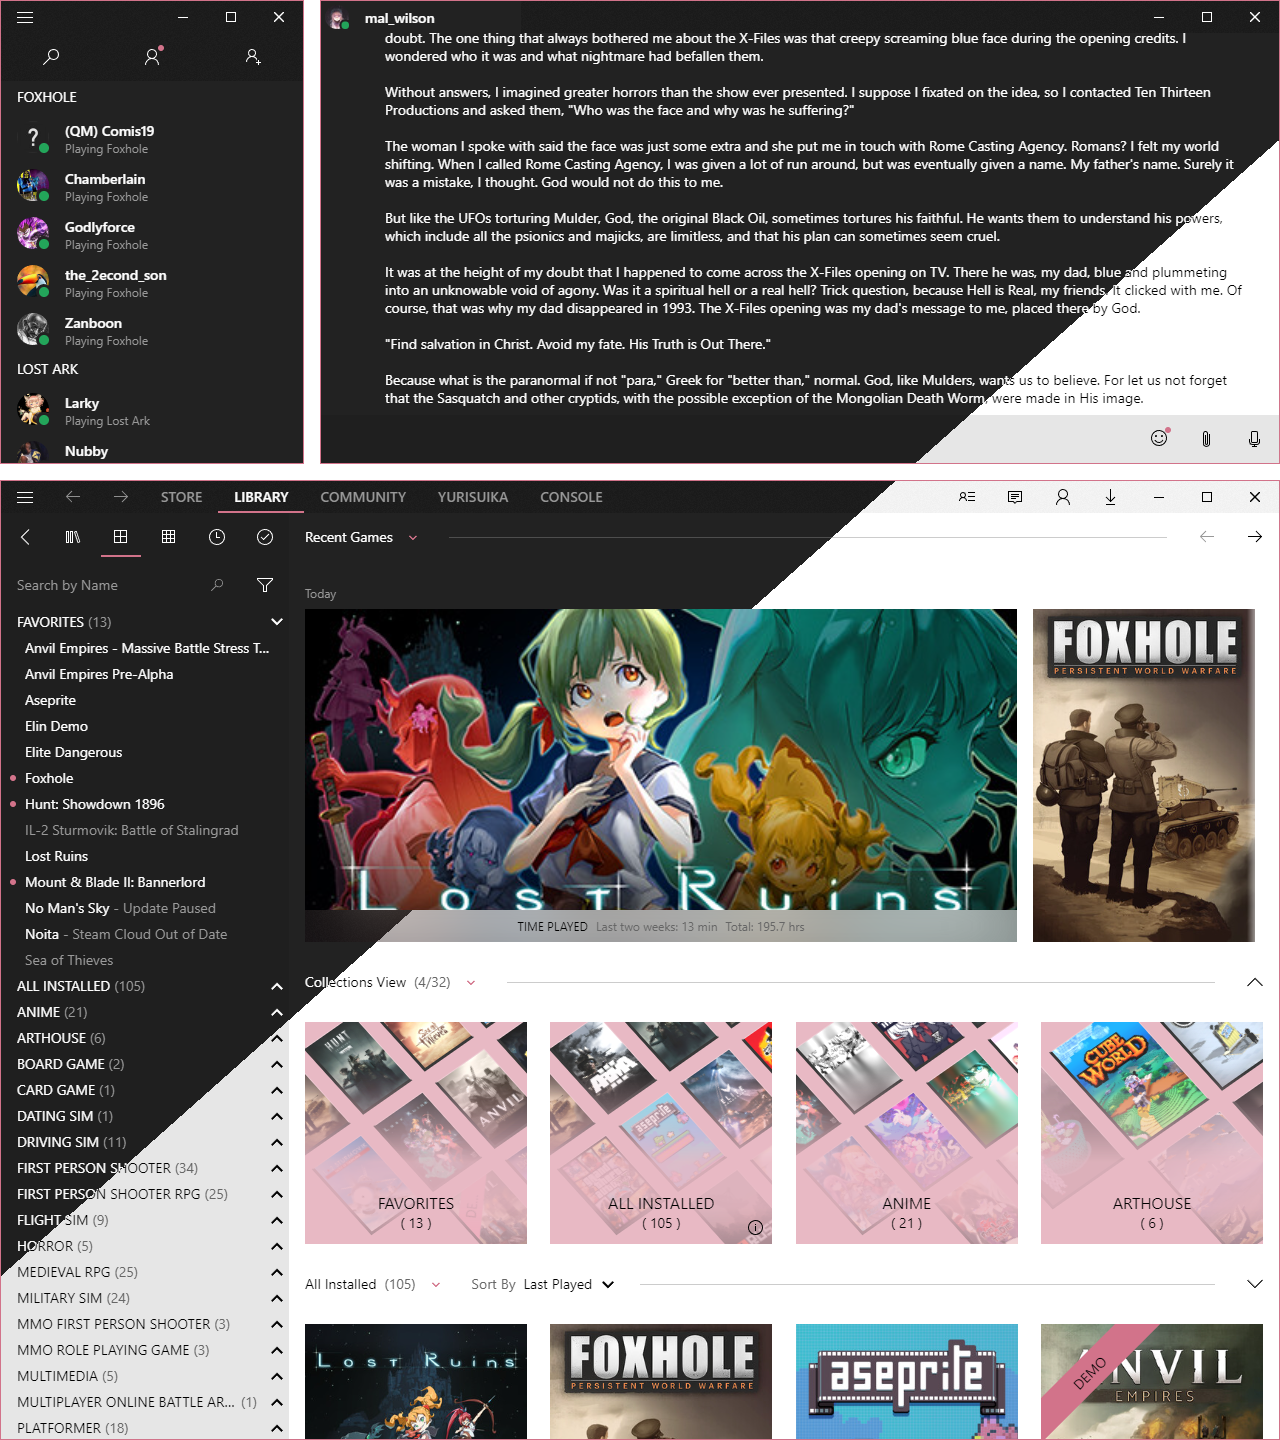 FOXHOLE
(QM) Comis19
Playing Foxhole
Chamberlain
Playing Foxhole
Godlyforce
Playing Foxhole
the_2econd_son
Playing Foxhole
Zanboon
Playing Foxhole
LOST ARK
Larky
Playing Lost Ark
Nubby
mal_wilson
doubt. The one thing that always bothered me about the X-Files was that creepy screaming blue face during the opening credits. I
wondered who it was and what nightmare had befallen them.
Without answers, I imagined greater horrors than the show ever presented. I suppose I fixated on the idea, so I contacted Ten Thirteen
Productions and asked them, "Who was the face and why was he suffering?"
The woman I spoke with said the face was just some extra and she put me in touch with Rome Casting Agency. Romans? I felt my world
shifting. When I called Rome Casting Agency, I was given a lot of run around, but was eventually given a name. My father's name. Surely it
was a mistake, I thought. God would not do this to me.
But like the UFOs torturing Mulder, God, the original Black Oil, sometimes tortures his faithful. He wants them to understand his powers,
which include all the psionics and majicks, are limitless, and that his plan can sometimes seem cruel.
It was at the height of my doubt that I happened to come across the X-Files opening on TV. There he was, my dad, blue and plummeting
into an unknowable void of agony. Was it a spiritual hell or a real hell? Trick question, because Hell is Real, my friends. It clicked with me. Of
course, that was why my dad disappeared in 1993. The X-Files opening was my dad's message to me, placed there by God.
"Find salvation in Christ. Avoid my fate. His Truth is Out There."
Because what is the paranormal if not "para," Greek for "better than," normal. God, like Mulders, wants us to believe. For let us not forget
that the Sasquatch and other cryptids, with the possible exception of the Mongolian Death Worm, were made in His image.
STORE LIBRARY COMMUNITY YURISUIKA CONSOLE
Search by Name
FAVORITES (13)
Anvil Empires - Massive Battle Stress T...
Anvil Empires Pre-Alpha
Aseprite
Elin Demo
Elite Dangerous
Foxhole
Hunt: Showdown 1896
IL-2 Sturmovik: Battle of Stalingrad
Lost Ruins
Mount & Blade II: Bannerlord
No Man's Sky - Update Paused
Noita - Steam Cloud Out of Date
Sea of Thieves
ALL INSTALLED (105)
ANIME (21)
ARTHOUSE (6)
BOARD GAME (2)
CARD GAME (1)
DATING SIM (1)
DRIVING SIM (11)
FIRST PERSON SHOOTER (34)
FIRST PERSON SHOOTER RPG (25)
FLIGHT SIM (9)
HORROR (5)
MEDIEVAL RPG (25)
MILITARY SIM (24)
MMO FIRST PERSON SHOOTER (3)
MMO ROLE PLAYING GAME (3)
MULTIMEDIA (5)
MULTIPLAYER ONLINE BATTLE AR... (1)
PLATFORMER (18)
Recent Games
Today
Lost Ruins
TIME PLAYED Last two weeks: 13 min Total: 195.7 hrs
FOXHOLE
PERSISTENT WORLD WARFARE
Collections View (4/32)
HUNT
Sea of Thieves
ANVIL
FAVORITES
( 13 )
ARMA
aseprite
ALL INSTALLED
( 105 )
ANIME
( 21 )
CUBE WORLD
ARTHOUSE
( 6 )
All Installed (105) Sort By Last Played
Lost Ruins
FOXHOLE
PERSISTENT WORLD WARFARE
aseprite
DEMO
ANVIL
EMPIRES